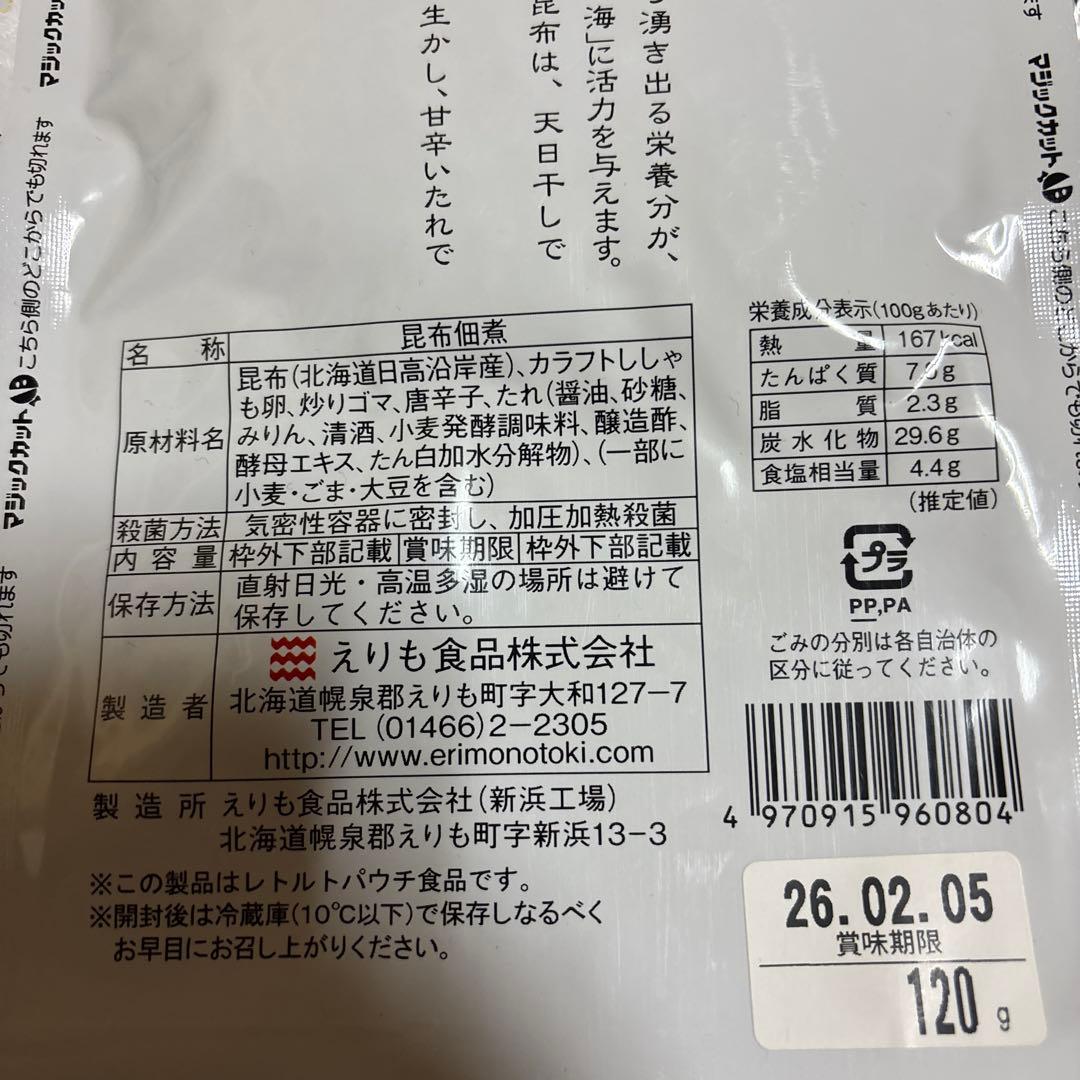 湧き出る栄養分が、
海」に活力を与えます。
昆布は、天日干しで
生かし、甘辛いたれで
マジックカット
こちら側のどこからでも切れます
マジックカット
マジックカット
名　称　昆布佃煮
原材料名　昆布(北海道日高沿岸産)、カラフトししゃ
も卵、炒りゴマ、唐辛子、たれ(醤油、砂糖、
みりん、清酒、小麦発酵調味料、醸造酢、
酵母エキス、たん白加水分解物)、(一部に
小麦・ごま・大豆を含む)
殺菌方法　気密性容器に密封し、加圧加熱殺菌
内容量　枠外下部記載　賞味期限　枠外下部記載
保存方法　直射日光・高温多湿の場所は避けて
保存してください。
製造者　えりも食品株式会社
北海道幌泉郡えりも町字大和127-7
TEL(01466)2-2305
http://www.erimonotoki.com
製造所 えりも食品株式会社(新浜工場)
北海道幌泉郡えりも町字新浜13-3
※この製品はレトルトパウチ食品です。
※開封後は冷蔵庫(10℃以下)で保存しなるべく
お早目にお召し上がりください。
栄養成分表示(100gあたり)
熱量　167kcal
たんぱく質
脂質　2.3g
炭水化物　29.6g
食塩相当量　4.4g
(推定値)
プラ
PP,PA
ごみの分別は各自治体の
区分に従ってください。
4 970915 960804
26.02.05
賞味期限
120 g